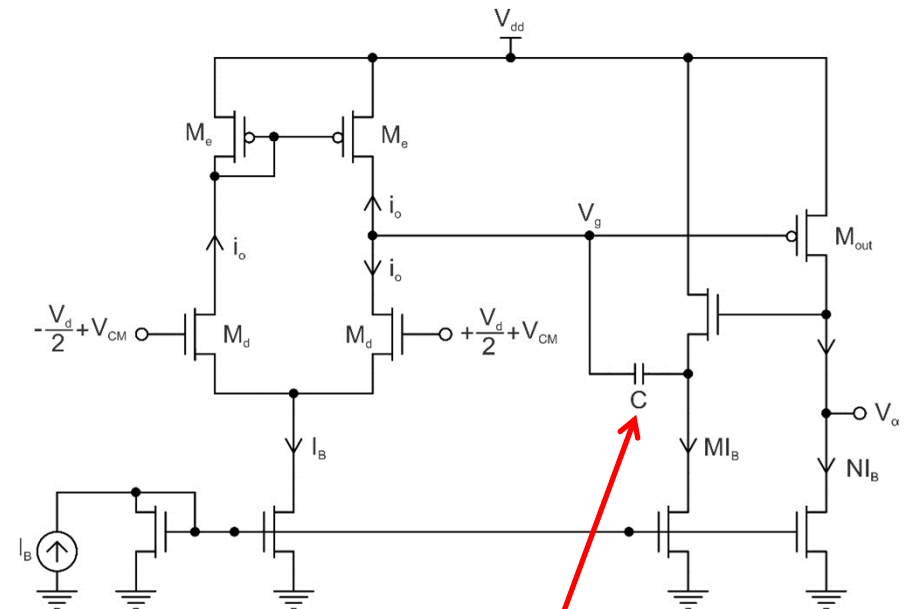 V_dd
M_e
M_e
i_o
V_g
M_out
i_o
i_o
-V_d/2+V_CM
M_d
M_d
+V_d/2+V_CM
C
V_α
I_B
MI_B
NI_B
I_B